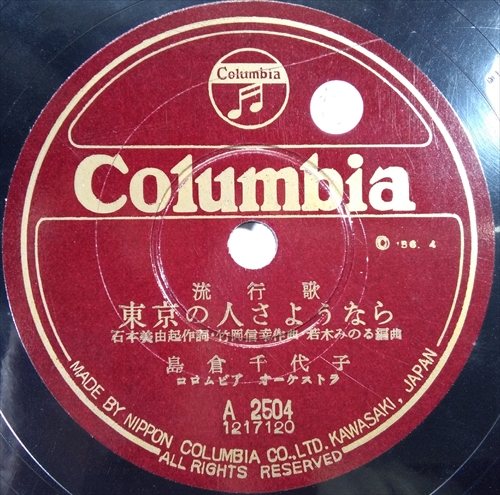 Columbia
Columbia
Ⓞ '56. 4
流行歌
東京の人さようなら
石本美由起作詞・竹岡信幸作曲・若木みのる編曲
島倉千代子
コロムビア オーケストラ
A 2504
1217120
MADE BY NIPPON COLUMBIA CO., LTD. KAWASAKI, JAPAN
ALL RIGHTS RESERVED